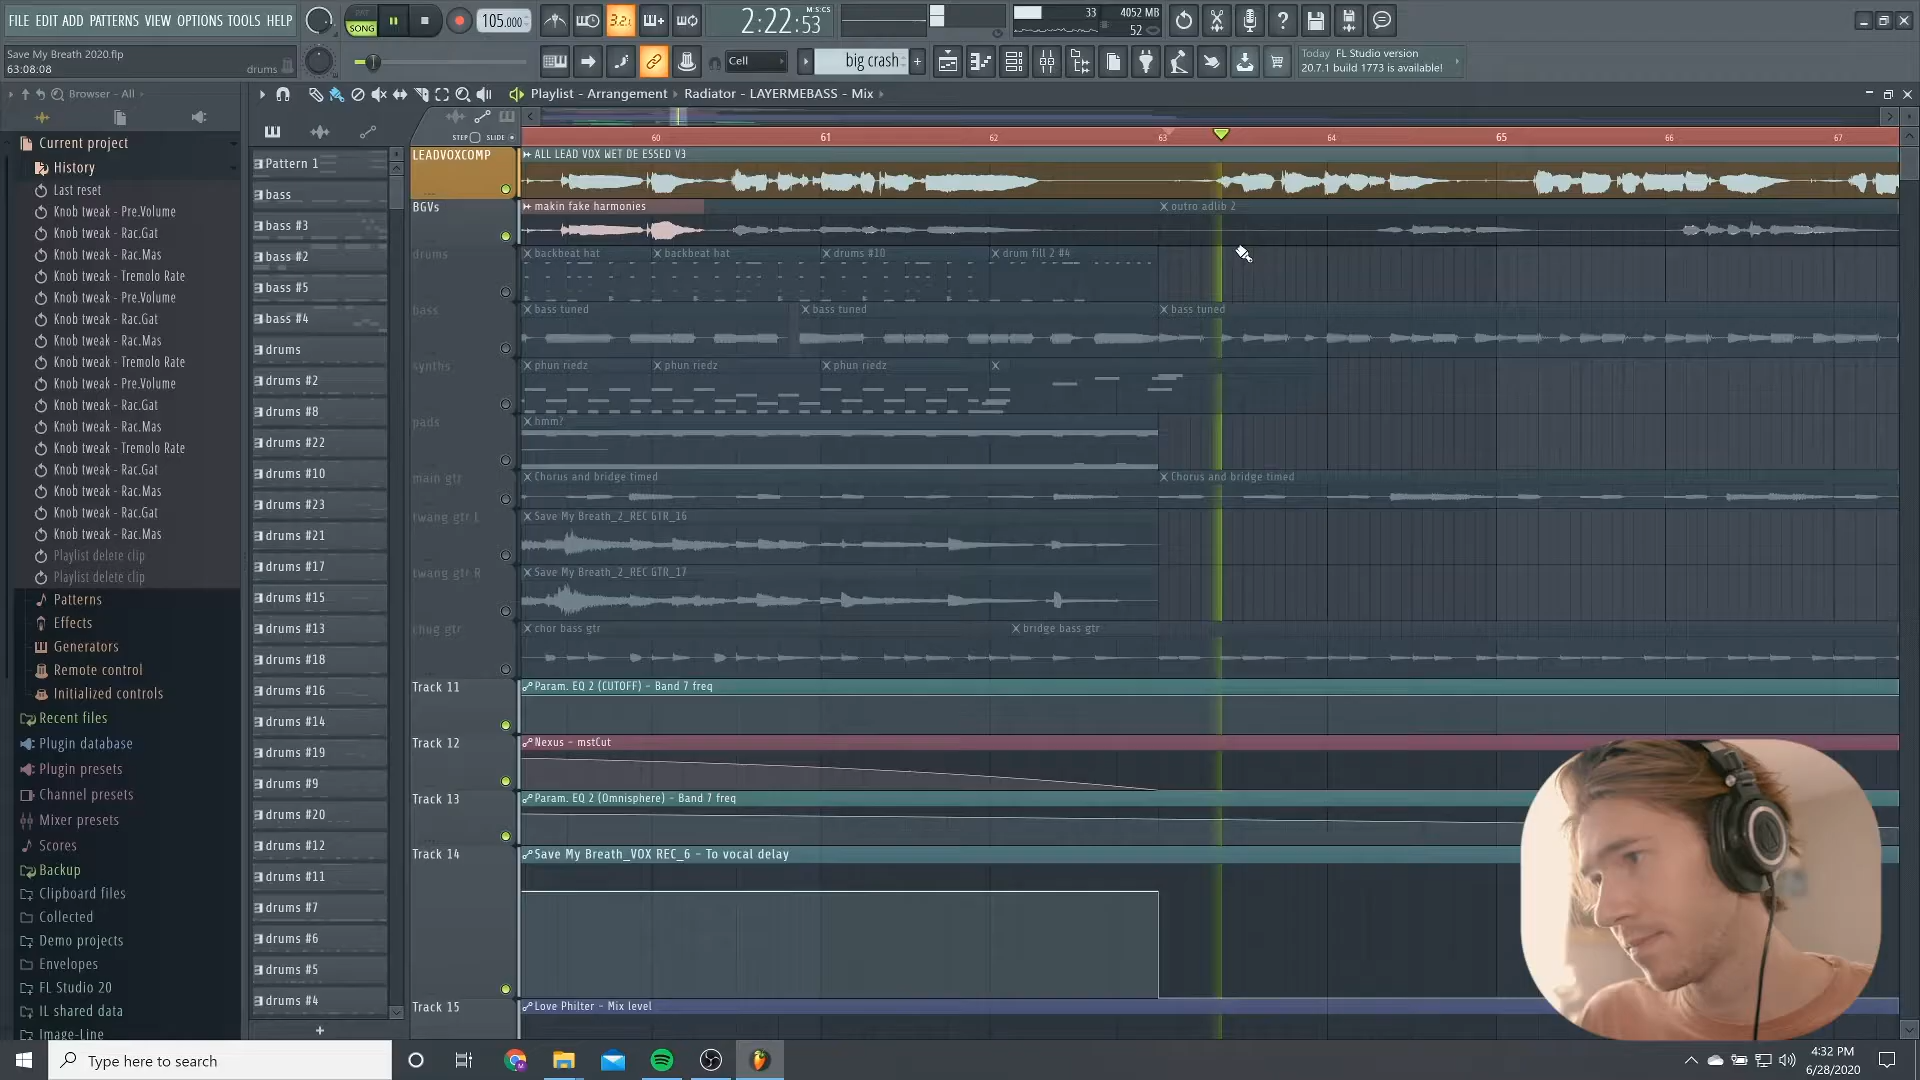 FILE EDIT ADD PATTERNS VIEW OPTIONS TOOLS HELP
PAT
SONG
105.000
3.2.1
2:22:53
M:S:CS
33
4052 MB
52
Save My Breath 2020.flp
63:08:08
drums
Cell
big crash
Today FL Studio version
20.7.1 build 1773 is available!
Browser - All
Playlist - Arrangement
Radiator - LAYERMEBASS - Mix
STEP
SLIDE
60
61
62
63
64
65
66
67
Current project
History
Last reset
Knob tweak - Pre.Volume
Knob tweak - Rac.Gat
Knob tweak - Rac.Mas
Knob tweak - Tremolo Rate
Knob tweak - Pre.Volume
Knob tweak - Rac.Gat
Knob tweak - Rac.Mas
Knob tweak - Tremolo Rate
Knob tweak - Pre.Volume
Knob tweak - Rac.Gat
Knob tweak - Rac.Mas
Knob tweak - Tremolo Rate
Knob tweak - Rac.Gat
Knob tweak - Rac.Mas
Knob tweak - Rac.Gat
Knob tweak - Rac.Mas
Playlist delete clip
Playlist delete clip
Patterns
Effects
Generators
Remote control
Initialized controls
Recent files
Plugin database
Plugin presets
Channel presets
Mixer presets
Scores
Backup
Clipboard files
Collected
Demo projects
Envelopes
FL Studio 20
IL shared data
Image-Line
Pattern 1
bass
bass #3
bass #2
bass #5
bass #4
drums
drums #2
drums #8
drums #22
drums #10
drums #23
drums #21
drums #17
drums #15
drums #13
drums #18
drums #16
drums #14
drums #19
drums #9
drums #20
drums #12
drums #11
drums #7
drums #6
drums #5
drums #4
LEADVOXCOMP
ALL LEAD VOX WET DE ESSED V3
BGVs
makin fake harmonies
outro adlib 2
drums
backbeat hat
backbeat hat
drums #10
drum fill 2 #4
bass
bass tuned
bass tuned
bass tuned
synths
phun riedz
phun riedz
phun riedz
pads
hmm?
main gtr
Chorus and bridge timed
Chorus and bridge timed
twang gtr L
Save My Breath_2_REC GTR_16
twang gtr R
Save My Breath_2_REC GTR_17
chug gtr
chor bass gtr
bridge bass gtr
Track 11
Param. EQ 2 (CUTOFF) - Band 7 freq
Track 12
Nexus - mstCut
Track 13
Param. EQ 2 (Omnisphere) - Band 7 freq
Track 14
Save My Breath_VOX REC_6 - To vocal delay
Track 15
Love Philter - Mix level
Type here to search
4:32 PM
6/28/2020